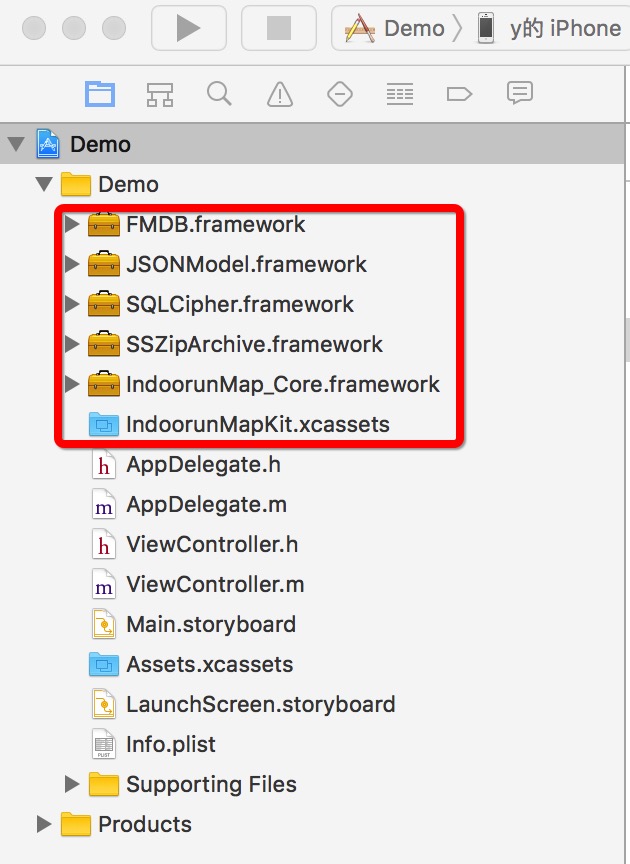 Demo
y的 iPhone
Demo
Demo
FMDB.framework
JSONModel.framework
SQLCipher.framework
SSZipArchive.framework
IndoorunMap_Core.framework
IndoorunMapKit.xcassets
h AppDelegate.h
m AppDelegate.m
h ViewController.h
m ViewController.m
Main.storyboard
Assets.xcassets
LaunchScreen.storyboard
PLIST Info.plist
Supporting Files
Products